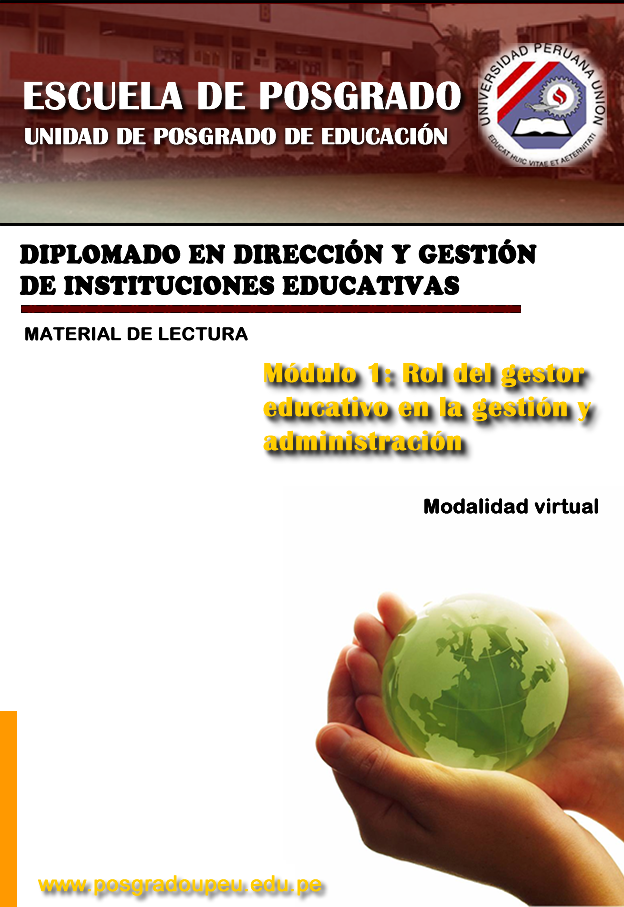 ESCUELA DE POSGRADO
UNIDAD DE POSGRADO DE EDUCACIÓN
UNIVERSIDAD PERUANA UNION
EDUCAT HUIC VITAE ET AETERNITATI
DIPLOMADO EN DIRECCIÓN Y GESTIÓN
DE INSTITUCIONES EDUCATIVAS
MATERIAL DE LECTURA
Módulo 1: Rol del gestor
educativo en la gestión y
administración
Modalidad virtual
www.posgradoupeu.edu.pe